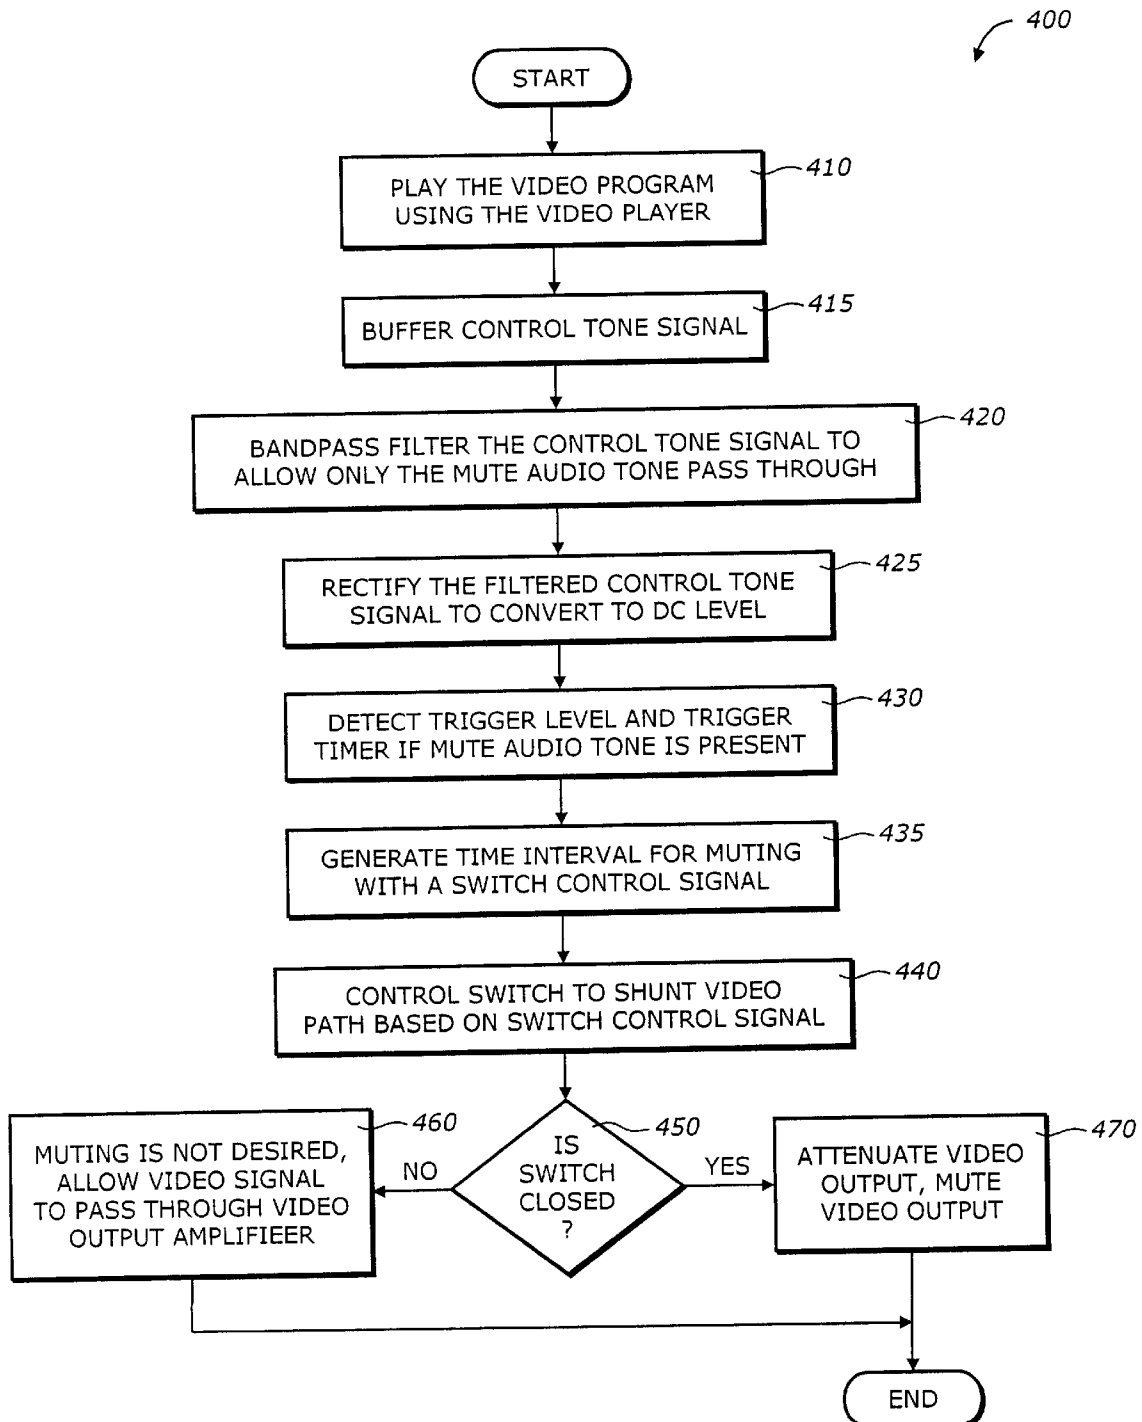 400
START
PLAY THE VIDEO PROGRAM
USING THE VIDEO PLAYER
410
BUFFER CONTROL TONE SIGNAL
415
BANDPASS FILTER THE CONTROL TONE SIGNAL TO
ALLOW ONLY THE MUTE AUDIO TONE PASS THROUGH
420
RECTIFY THE FILTERED CONTROL TONE
SIGNAL TO CONVERT TO DC LEVEL
425
DETECT TRIGGER LEVEL AND TRIGGER
TIMER IF MUTE AUDIO TONE IS PRESENT
430
GENERATE TIME INTERVAL FOR MUTING
WITH A SWITCH CONTROL SIGNAL
435
CONTROL SWITCH TO SHUNT VIDEO
PATH BASED ON SWITCH CONTROL SIGNAL
440
IS
SWITCH
CLOSED
?
450
NO
MUTING IS NOT DESIRED,
ALLOW VIDEO SIGNAL
TO PASS THROUGH VIDEO
OUTPUT AMPLIFIEER
460
YES
ATTENUATE VIDEO
OUTPUT, MUTE
VIDEO OUTPUT
470
END